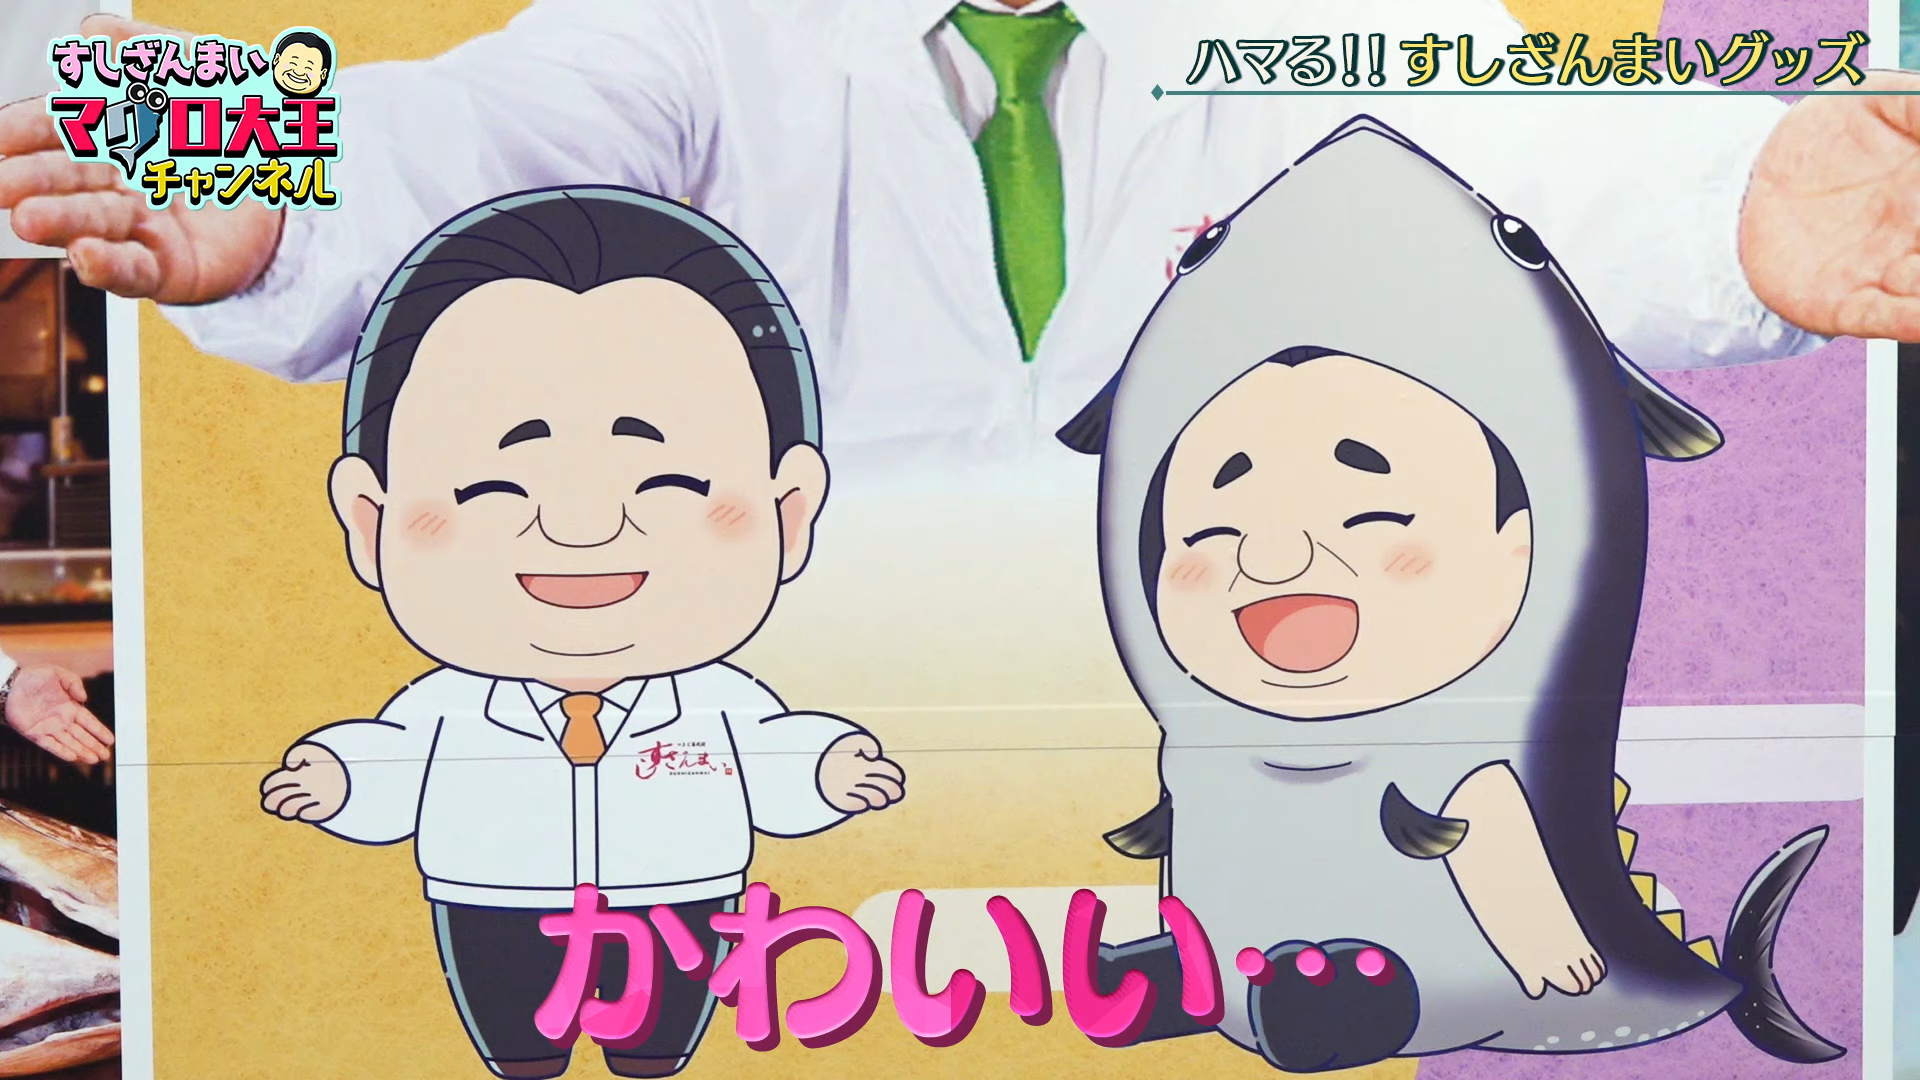 すしざんまい
マグロ大王
チャンネル
ハマる!!すしざんまいグッズ
すしざんまい
SUSHIZANMAI
かわいい…